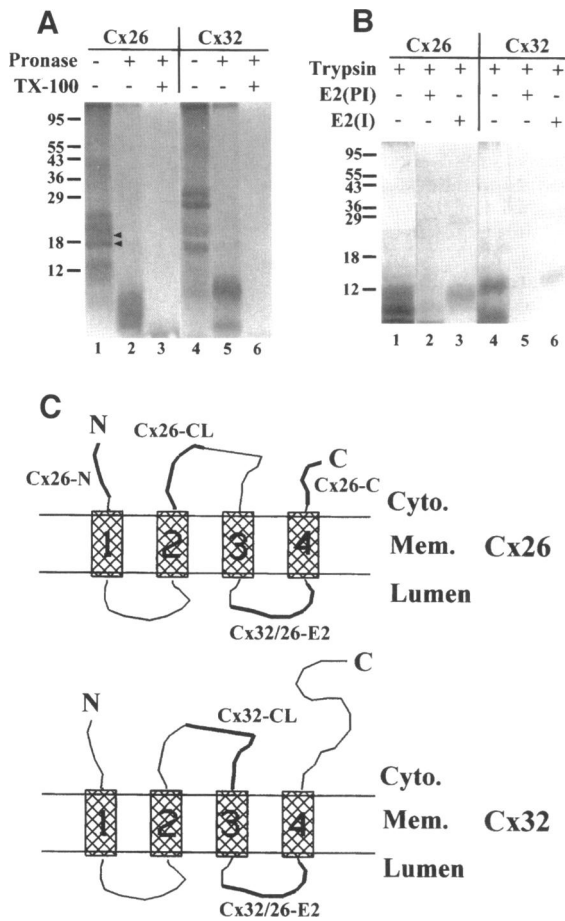 A
Cx26 Cx32
Pronase - + + - + +
TX-100 - - + - - +
95
55
43
36
29
18
12
1 2 3 4 5 6
B
Cx26 Cx32
Trypsin + + + + + +
E2(PI) - + - - + -
E2(I) - - + - - +
95
55
43
36
29
18
12
1 2 3 4 5 6
C
N
Cx26-CL
C
Cx26-N
Cx26-C
Cyto.
1 2 3 4
Mem.
Cx26
Lumen
Cx32/26-E2
C
N
Cx32-CL
Cyto.
1 2 3 4
Mem.
Cx32
Lumen
Cx32/26-E2